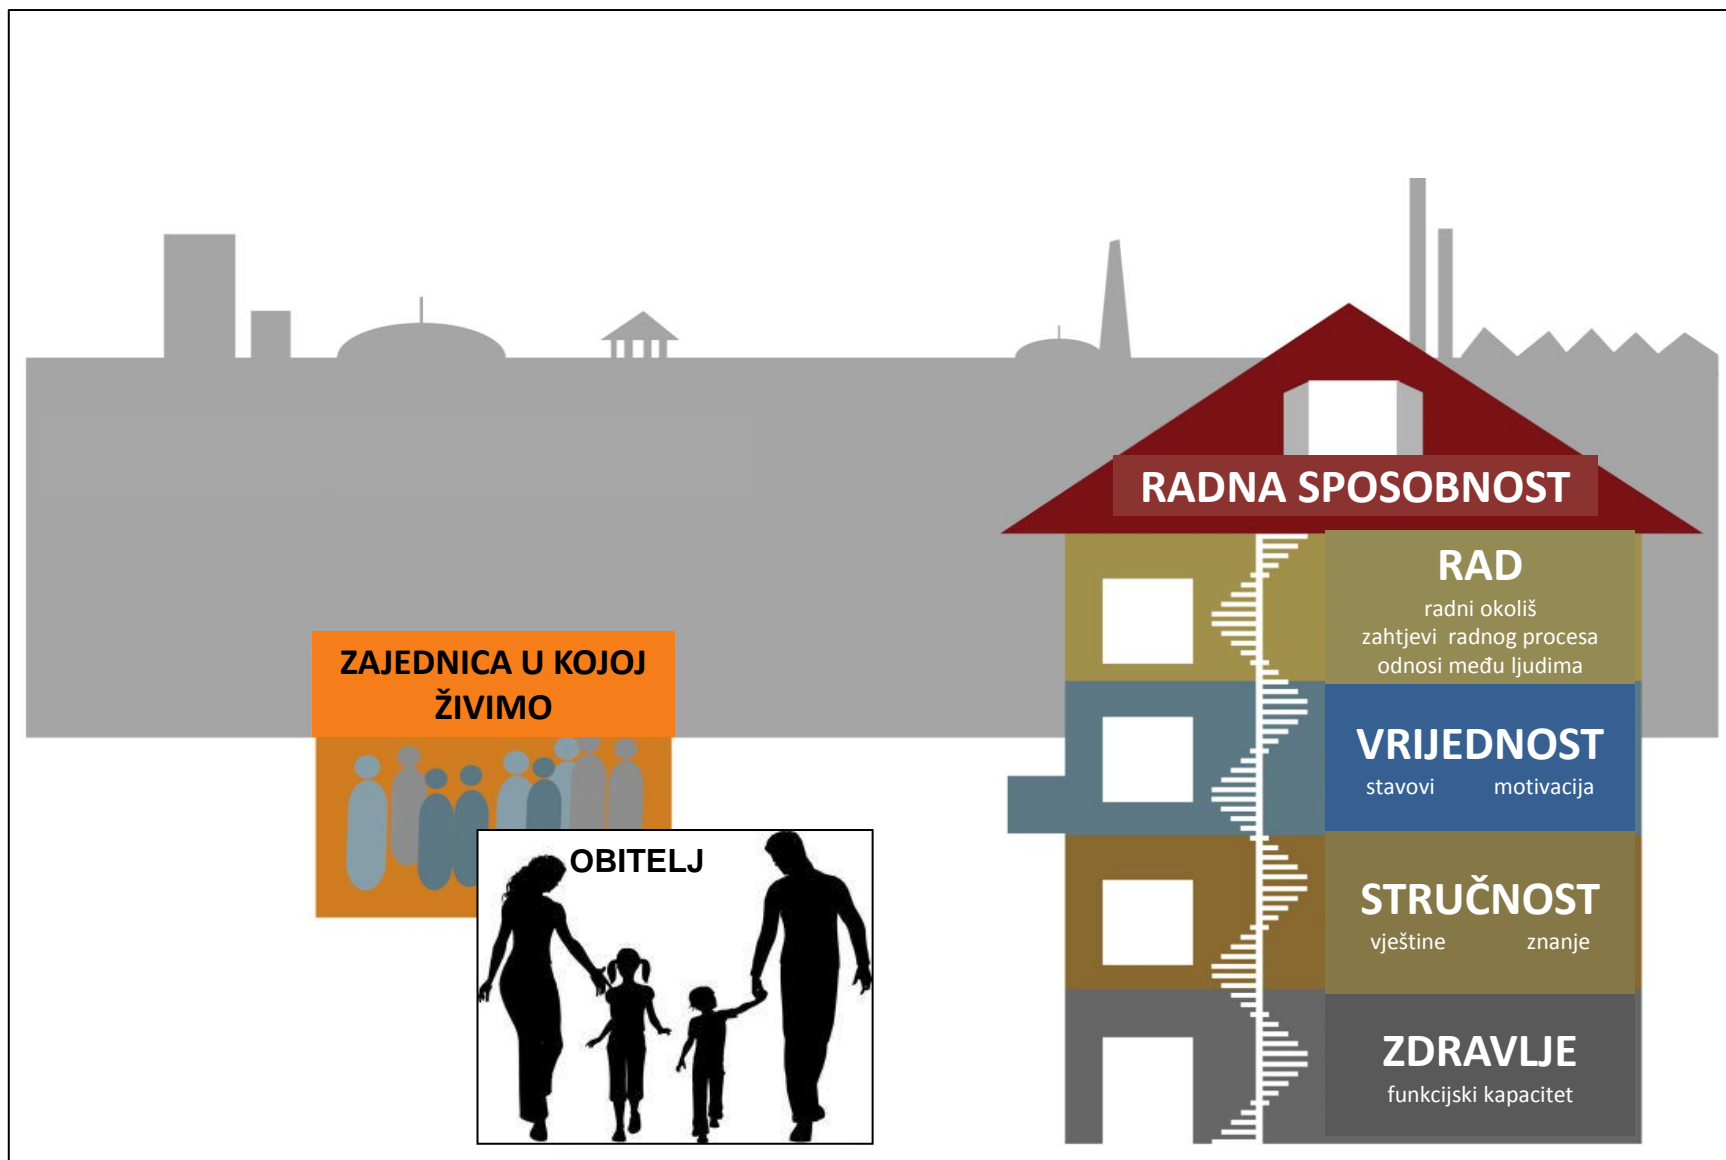 RADNA SPOSOBNOST
RAD
radni okoliš
zahtjevi radnog procesa
odnosi među ljudima
ZAJEDNICA U KOJOJ
ŽIVIMO
VRIJEDNOST
stavovi motivacija
OBITELJ
STRUČNOST
vještine znanje
ZDRAVLJE
funkcijski kapacitet